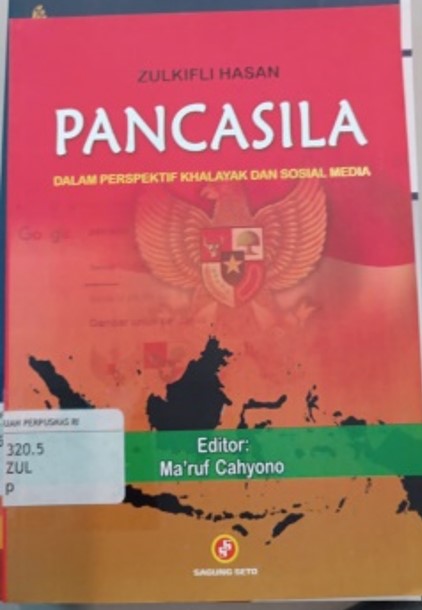 ZULKIFLI HASAN
PANCASILA
DALAM PERSPEKTIF KHALAYAK DAN SOSIAL MEDIA
Editor:
Ma'ruf Cahyono
320.5
ZUL
p
SAGUNG SETO